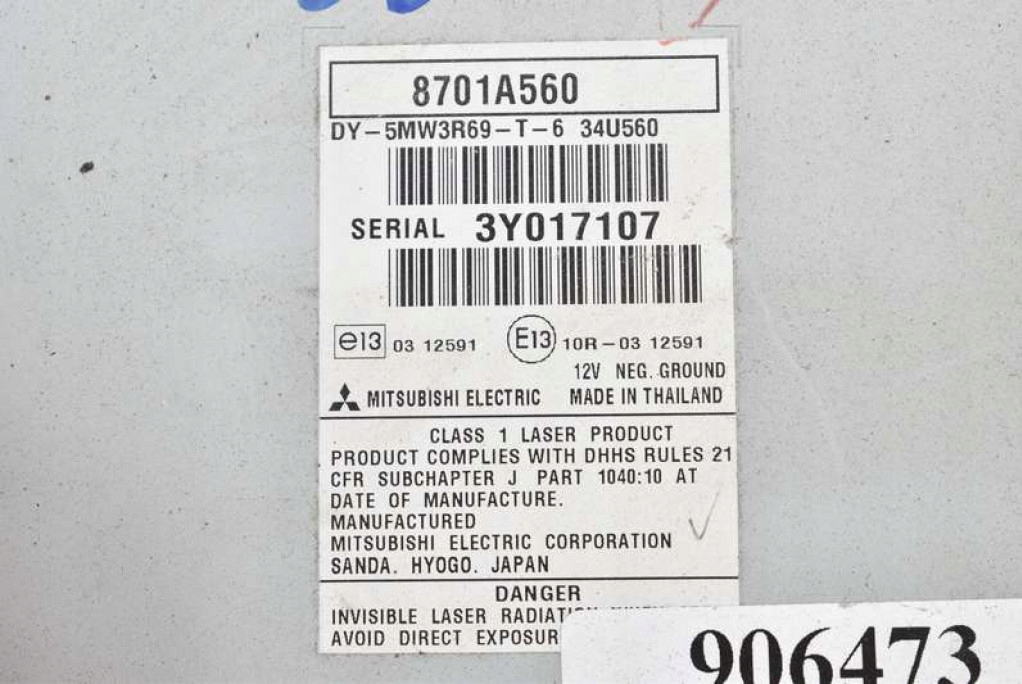 8701A560
DY-5MW3R69-T-6 34U560
SERIAL 3Y017107
e13 03 12591 E13 10R-03 12591
12V NEG. GROUND
MITSUBISHI ELECTRIC MADE IN THAILAND
CLASS 1 LASER PRODUCT
PRODUCT COMPLIES WITH DHHS RULES 21
CFR SUBCHAPTER J PART 1040:10 AT
DATE OF MANUFACTURE.
MANUFACTURED
MITSUBISHI ELECTRIC CORPORATION
SANDA. HYOGO. JAPAN
DANGER
INVISIBLE LASER
AVOID DIRECT
906473